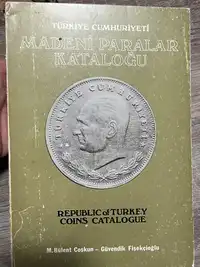 TÜRKİYE CUMHURİYETİ
MADENİ PARALAR
KATALOĞU
TÜRKİYE CUMHURİYETİ
REPUBLIC of TURKEY
COINS CATALOGUE
M. Bülent Coşkun - Güvendik Fişekçioğlu